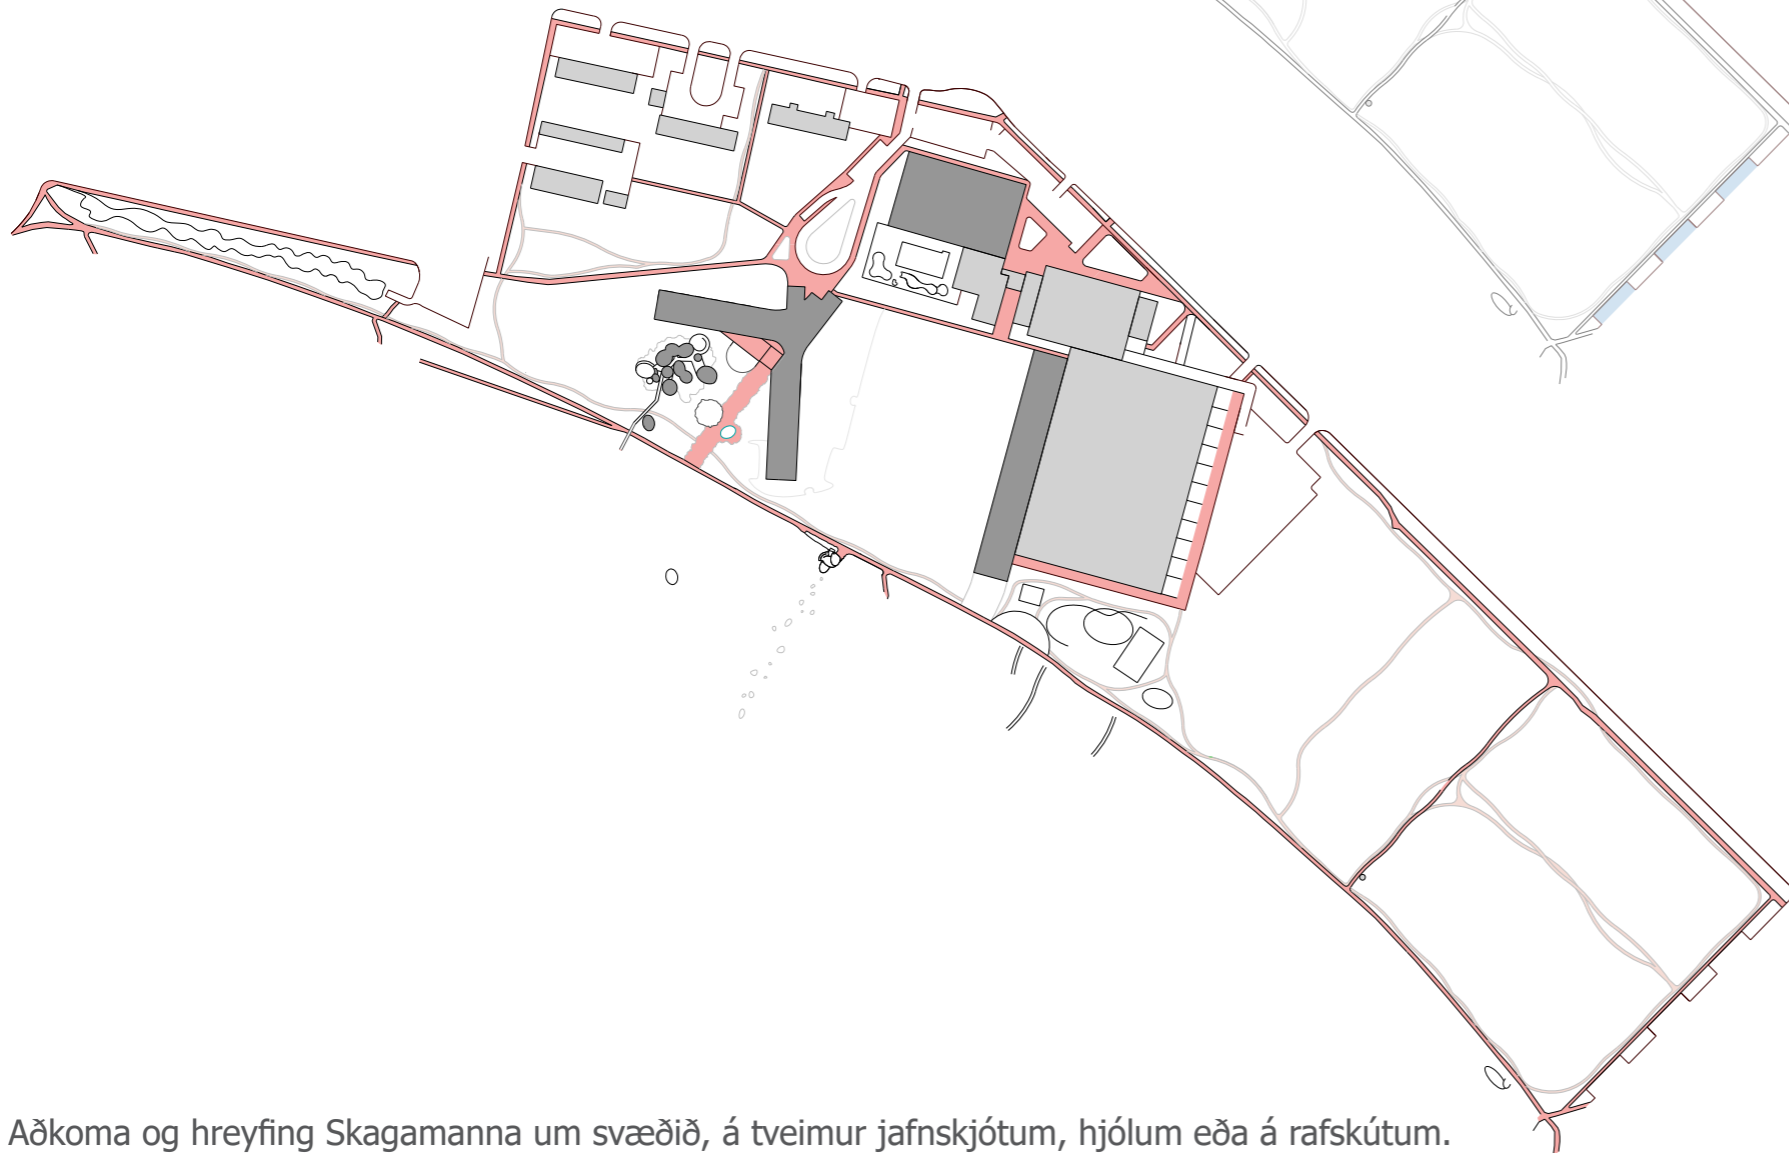 Aðkoma og hreyfing Skagamanna um svæðið, á tveimur jafnskjótum, hjólum eða á rafskútum.